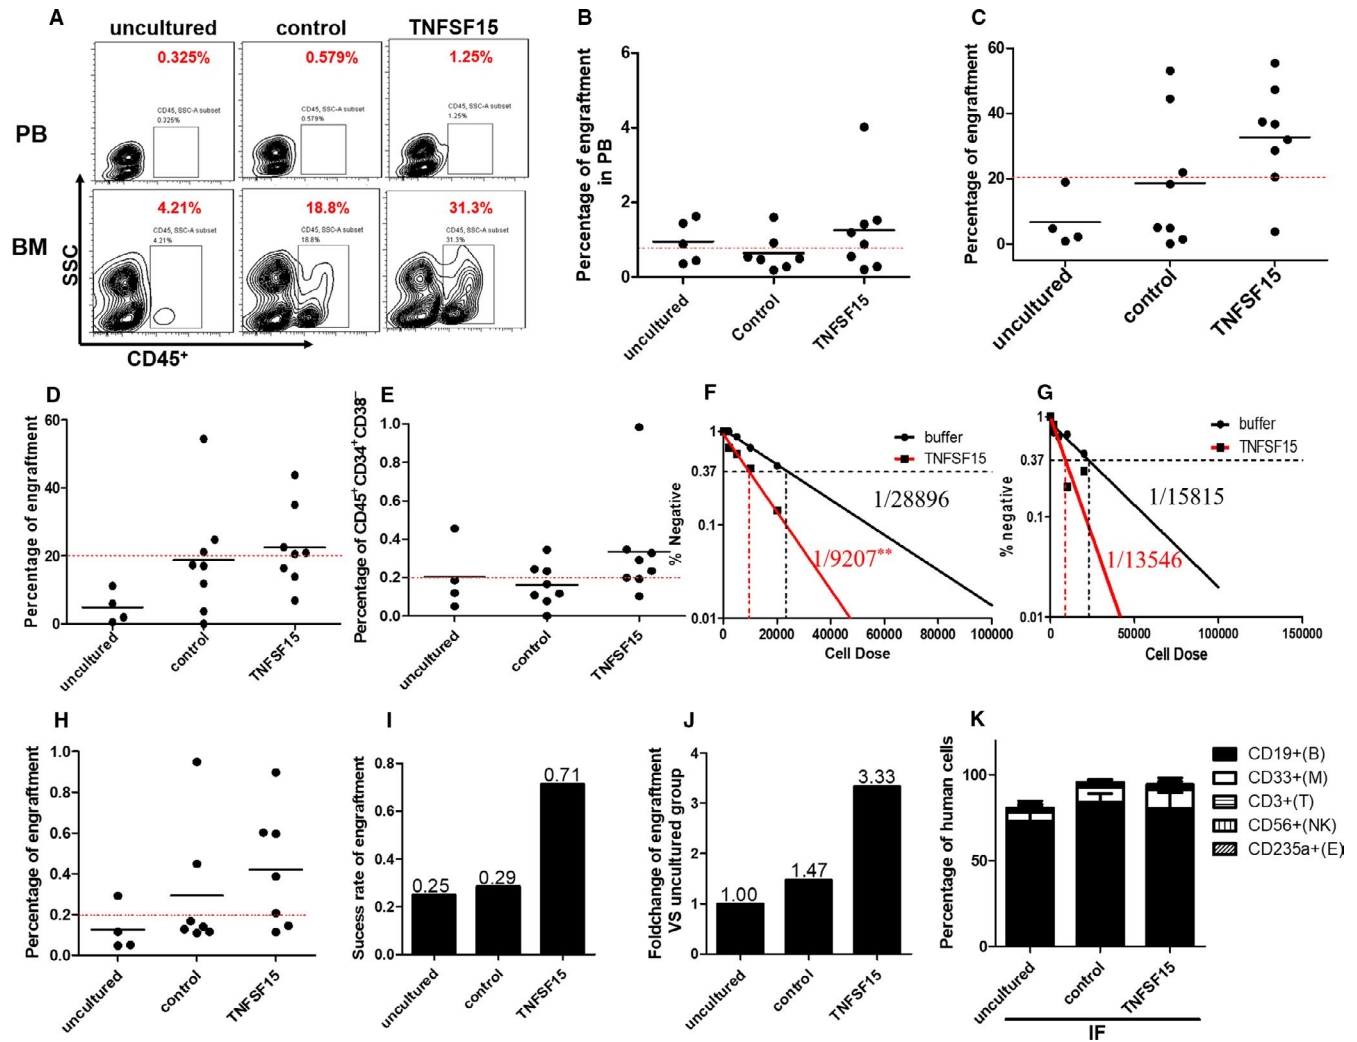 A
uncultured control TNFSF15
PB
0.325%
CD45, SSC-A subset
0.325%
0.579%
CD45, SSC-A subset
0.579%
1.25%
CD45, SSC-A subset
1.25%
BM
4.21%
CD45, SSC-A subset
4.21%
18.8%
CD45, SSC-A subset
18.8%
31.3%
CD45, SSC-A subset
31.3%
SSC
CD45⁺
B
Percentage of engraftment
in PB
6
4
2
0
uncultured
Control
TNFSF15
C
Percentage of engraftment
60
40
20
0
uncultured
control
TNFSF15
D
Percentage of engraftment
60
40
20
0
uncultured
control
TNFSF15
E
Percentage of CD45⁺CD34⁺CD38⁻
1.0
0.8
0.6
0.4
0.2
0.0
uncultured
control
TNFSF15
F
% Negative
1
0.37
0.1
0.01
buffer
TNFSF15
1/28896
1/9207**
0 20000 40000 60000 80000 100000
Cell Dose
G
% negative
1
0.37
0.1
0.01
buffer
TNFSF15
1/15815
1/13546
0 50000 100000 150000
Cell Dose
H
Percentage of engraftment
1.0
0.8
0.6
0.4
0.2
0.0
uncultured
control
TNFSF15
I
Sucess rate of engraftment
0.8
0.6
0.4
0.2
0.0
0.25
0.29
0.71
uncultured
control
TNFSF15
J
Foldchange of engraftment
VS uncultured group
4
3
2
1
0
1.00
1.47
3.33
uncultured
control
TNFSF15
K
Percentage of human cells
100
50
0
uncultured
control
TNFSF15
IF
CD19+(B)
CD33+(M)
CD3+(T)
CD56+(NK)
CD235a+(E)